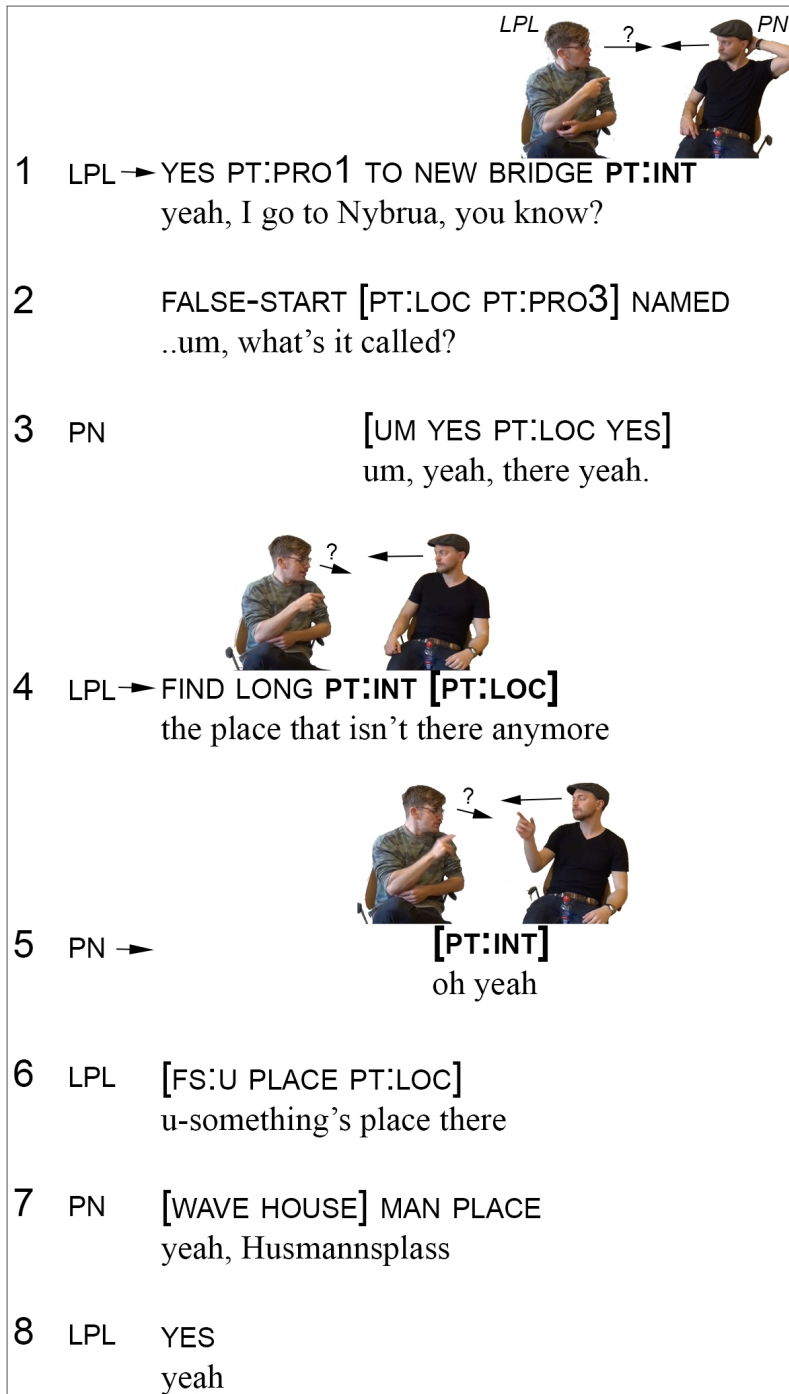 LPL ? PN
1 LPL → YES PT:PRO1 TO NEW BRIDGE PT:INT
yeah, I go to Nybrua, you know?
2 FALSE-START [PT:LOC PT:PRO3] NAMED
..um, what's it called?
3 PN [UM YES PT:LOC YES]
um, yeah, there yeah.
?
4 LPL → FIND LONG PT:INT [PT:LOC]
the place that isn't there anymore
?
5 PN → [PT:INT]
oh yeah
6 LPL [FS:U PLACE PT:LOC]
u-something's place there
7 PN [WAVE HOUSE] MAN PLACE
yeah, Husmannsplass
8 LPL YES
yeah